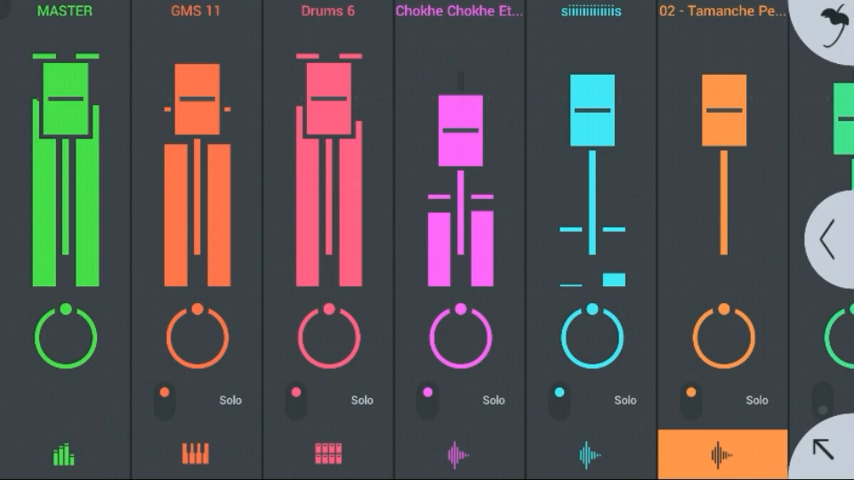 MASTER
GMS 11
Drums 6
Chokhe Chokhe Et...
siiiiiiiiiiiis
02 - Tamanche Pe...
Solo
Solo
Solo
Solo
Solo